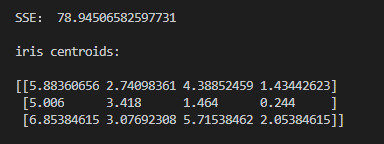 SSE:  78.94506582597731
iris centroids:
[[5.88360656 2.74098361 4.38852459 1.43442623]
 [5.006      3.418      1.464      0.244     ]
 [6.85384615 3.07692308 5.71538462 2.05384615]]